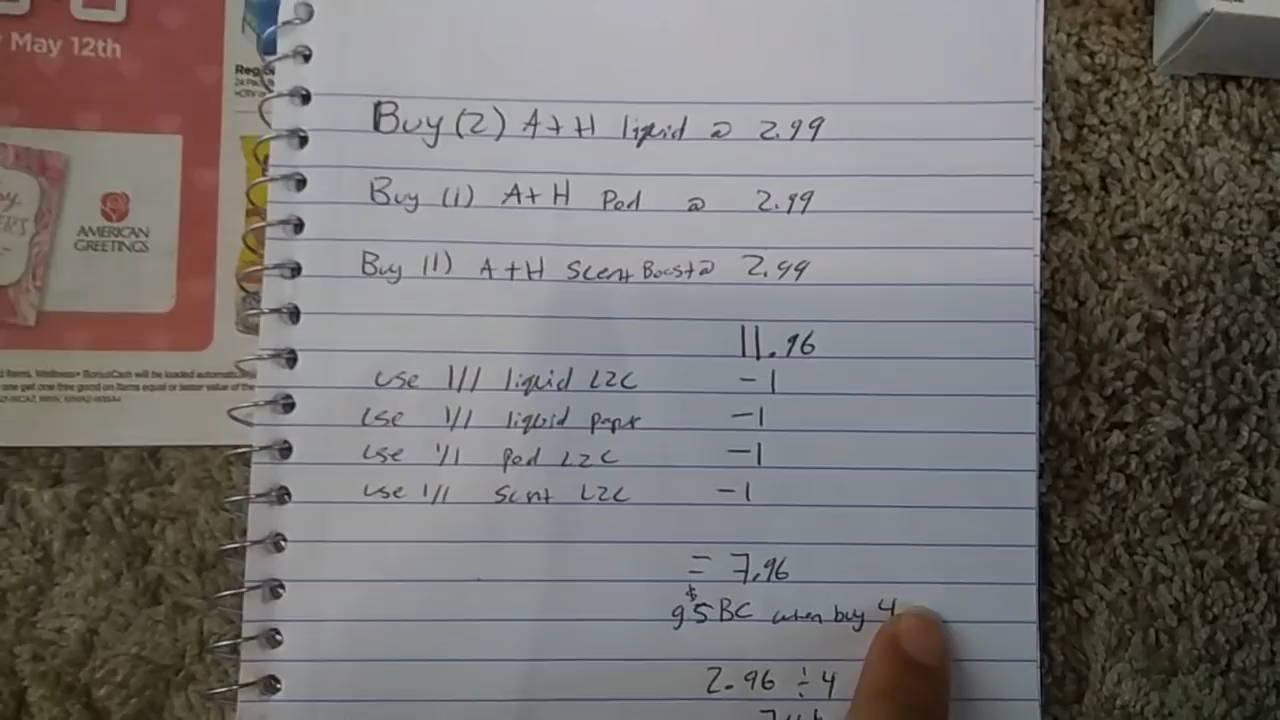 May 12th
Reg
AMERICAN
GREETINGS
Buy (2) A+H liquid @ 2.99
Buy (1) A+H Pod @ 2.99
Buy (1) A+H Scent Boost @ 2.99
11.96
use 1/1 liquid L2C -1
use 1/1 liquid papr -1
use 1/1 pod L2C -1
use 1/1 Scnt L2C -1
= 7.96
g $5 BC when buy 4
2.96 ÷ 4